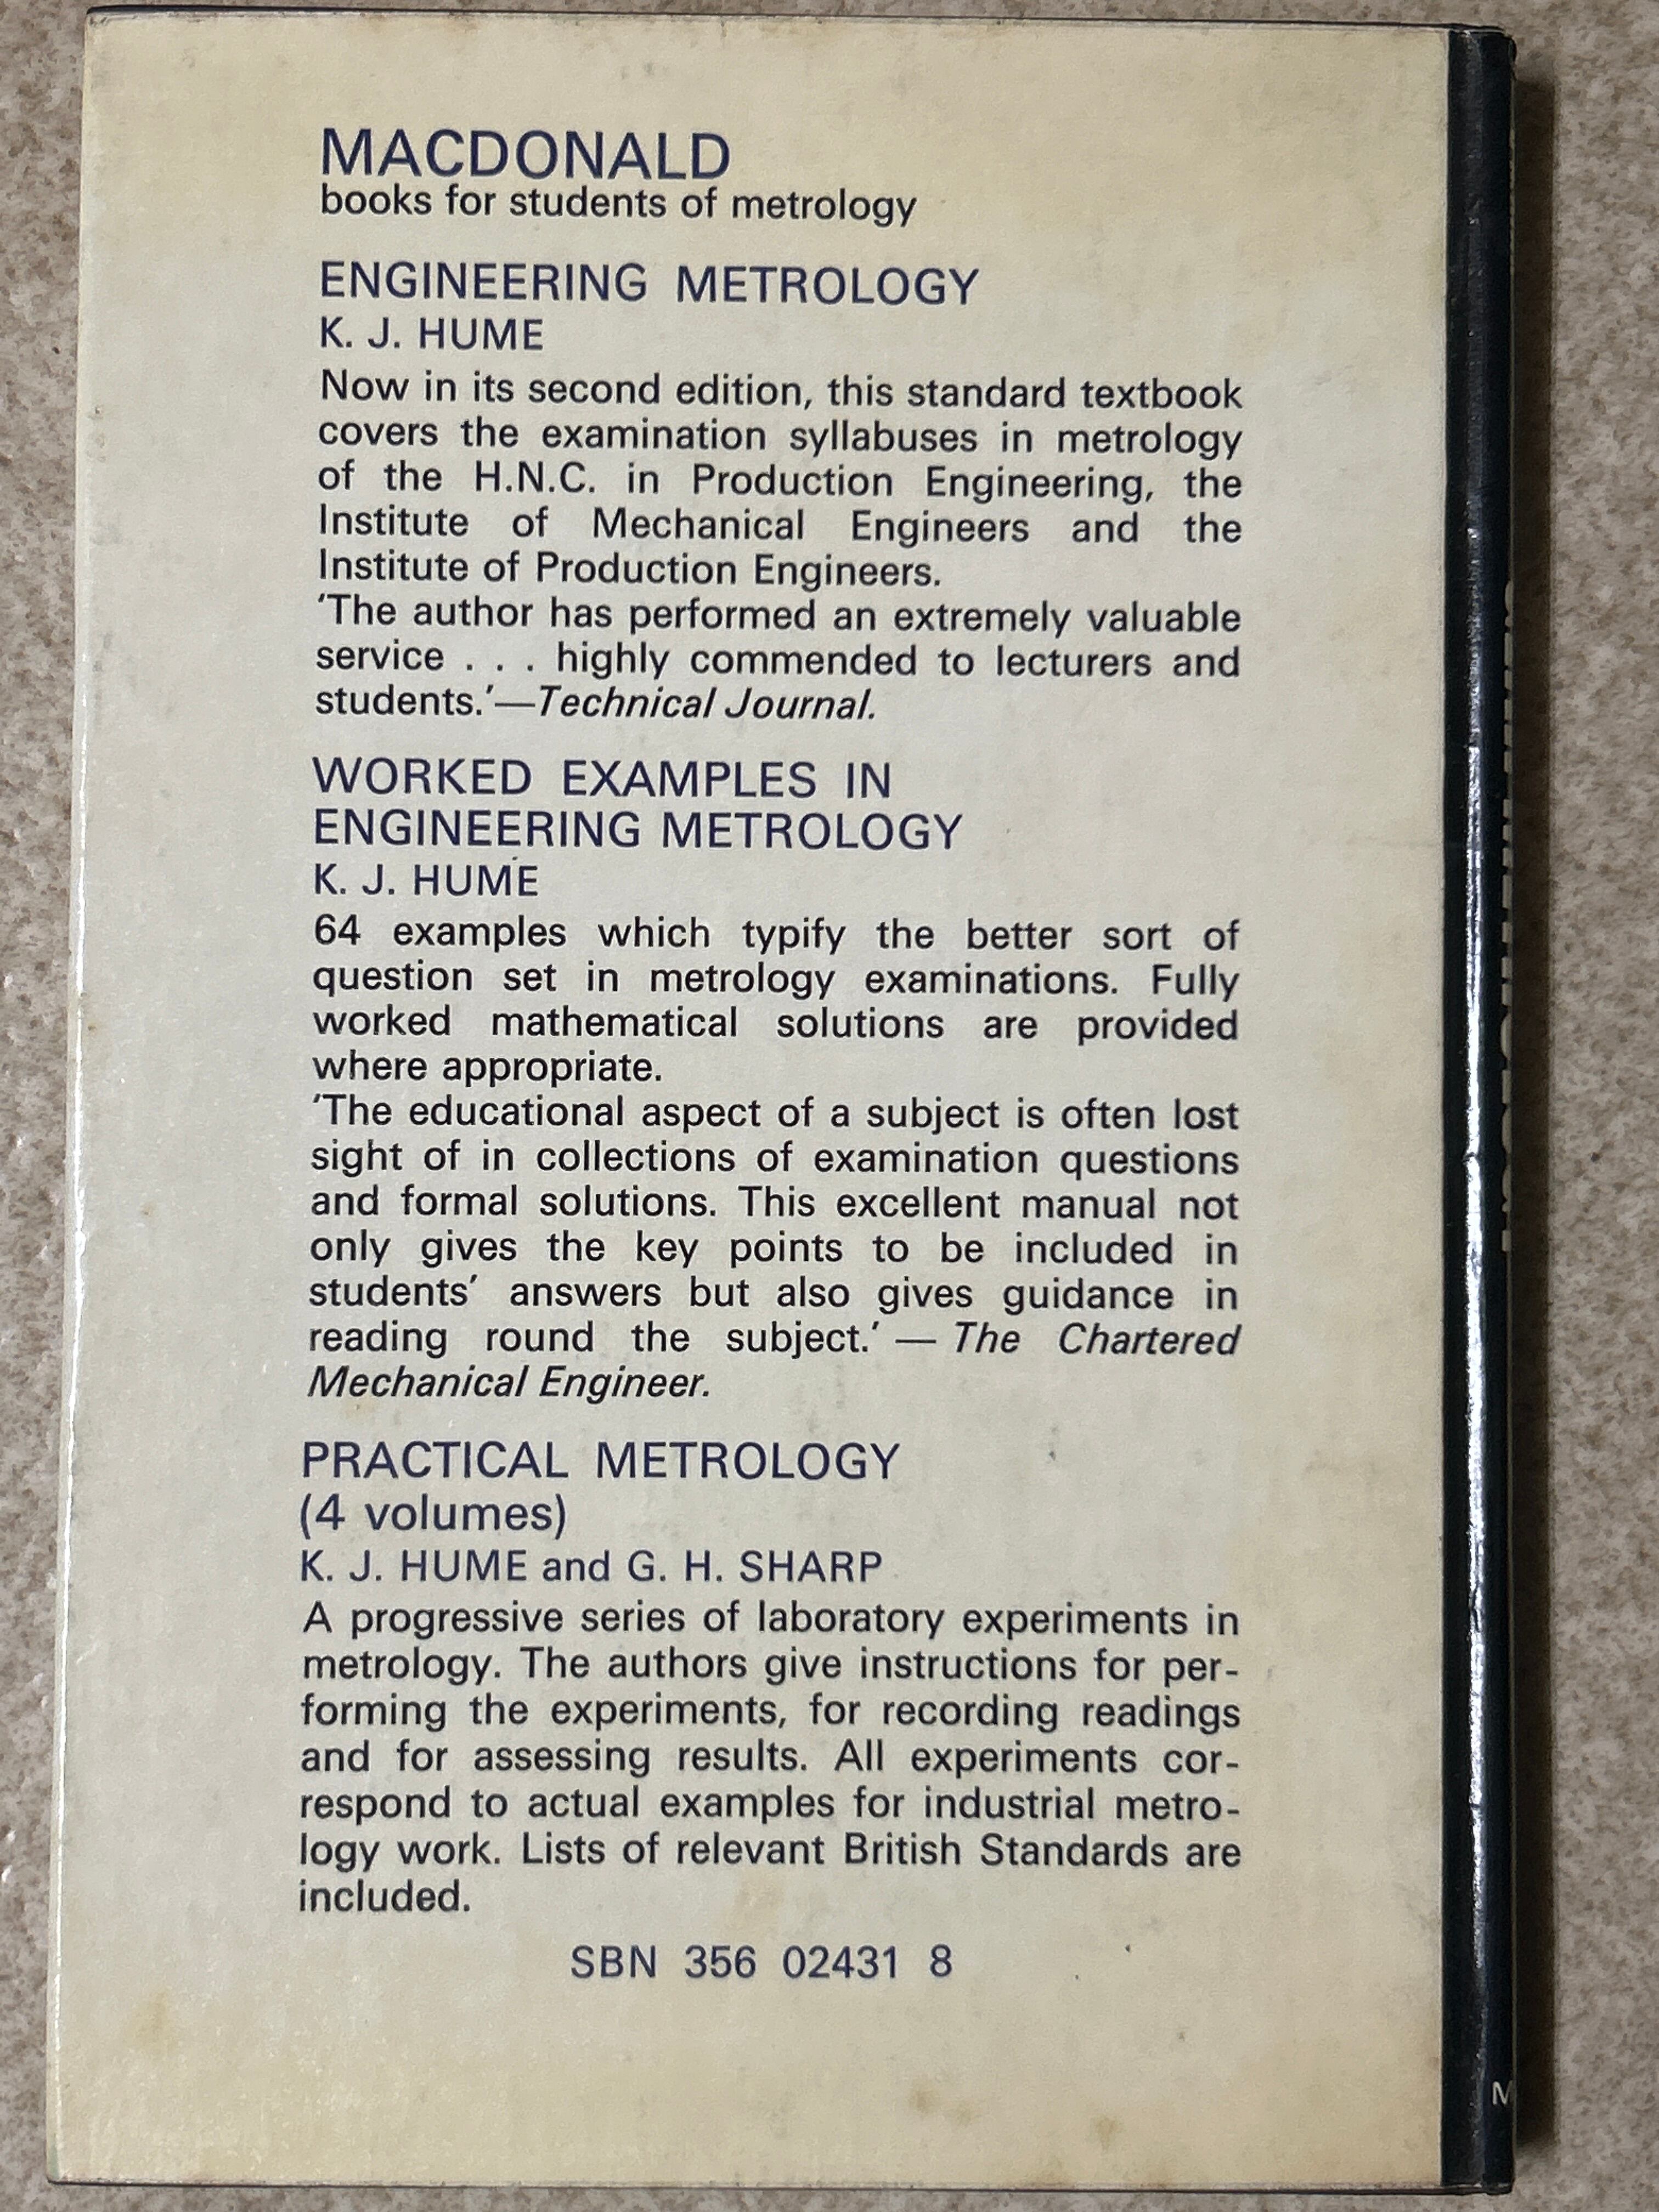 MACDONALD
books for students of metrology
ENGINEERING METROLOGY
K. J. HUME
Now in its second edition, this standard textbook
covers the examination syllabuses in metrology
of the H.N.C. in Production Engineering, the
Institute of Mechanical Engineers and the
Institute of Production Engineers.
‘The author has performed an extremely valuable
service . . . highly commended to lecturers and
students.’—Technical Journal.
WORKED EXAMPLES IN
ENGINEERING METROLOGY
K. J. HUME
64 examples which typify the better sort of
question set in metrology examinations. Fully
worked mathematical solutions are provided
where appropriate.
‘The educational aspect of a subject is often lost
sight of in collections of examination questions
and formal solutions. This excellent manual not
only gives the key points to be included in
students’ answers but also gives guidance in
reading round the subject.’ — The Chartered
Mechanical Engineer.
PRACTICAL METROLOGY
(4 volumes)
K. J. HUME and G. H. SHARP
A progressive series of laboratory experiments in
metrology. The authors give instructions for per-
forming the experiments, for recording readings
and for assessing results. All experiments cor-
respond to actual examples for industrial metro-
logy work. Lists of relevant British Standards are
included.
SBN 356 02431 8